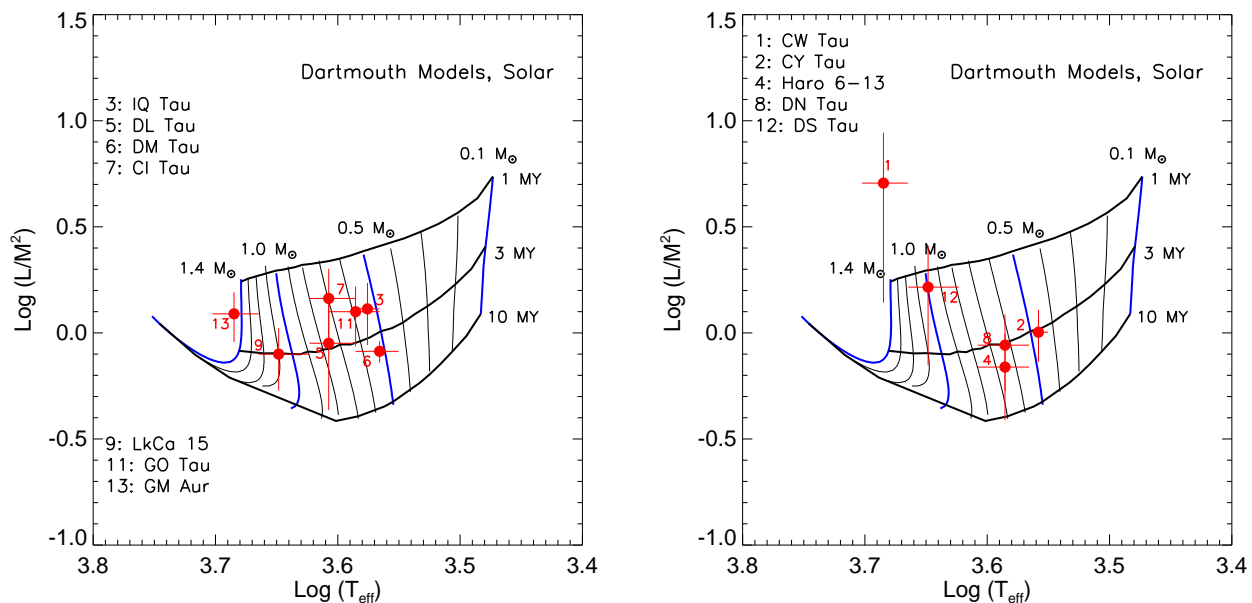 Dartmouth Models, Solar
3: IQ Tau
5: DL Tau
6: DM Tau
7: CI Tau
0.1 M⊙
1 MY
0.5 M⊙
1.0 M⊙
3 MY
1.4 M⊙
10 MY
7
3
13
11
9
5
6
9: LkCa 15
11: GO Tau
13: GM Aur
1.5
1.0
0.5
0.0
-0.5
-1.0
Log (L/M²)
3.8
3.7
3.6
3.5
3.4
Log (Teff)
1: CW Tau
2: CY Tau
4: Haro 6-13
8: DN Tau
12: DS Tau
Dartmouth Models, Solar
0.1 M⊙
1
1 MY
0.5 M⊙
1.0 M⊙
3 MY
1.4 M⊙
12
10 MY
2
8
4
1.5
1.0
0.5
0.0
-0.5
-1.0
Log (L/M²)
3.8
3.7
3.6
3.5
3.4
Log (Teff)